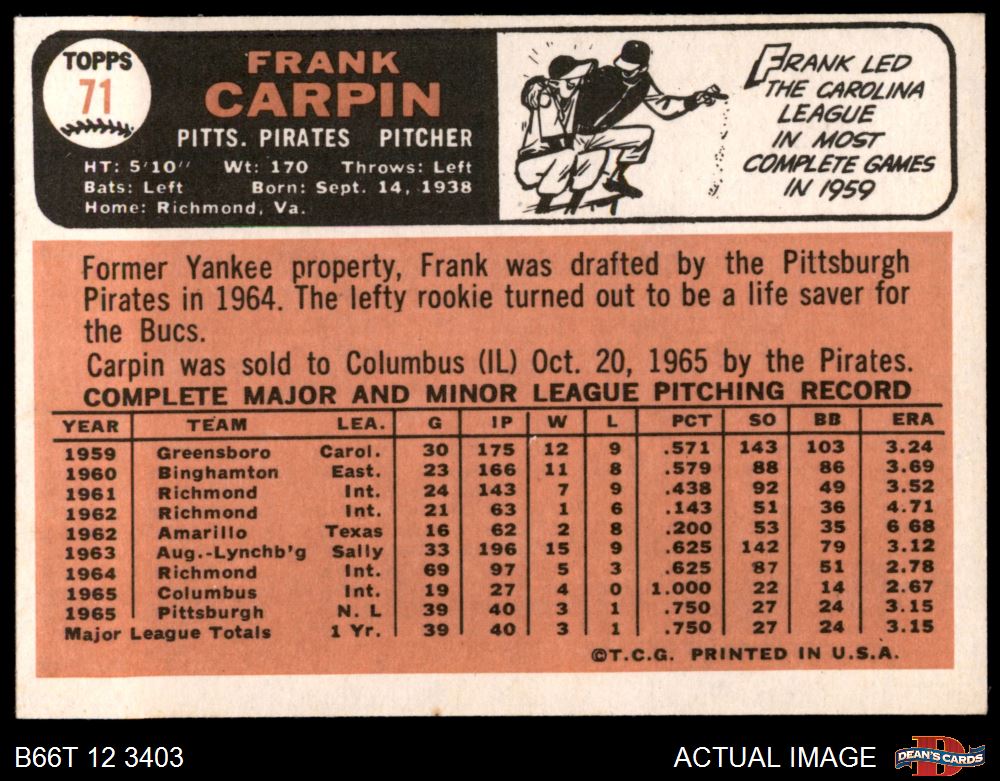 TOPPS
71
FRANK
CARPIN
PITTS. PIRATES PITCHER
HT: 5'10" Wt: 170 Throws: Left
Bats: Left Born: Sept. 14, 1938
Home: Richmond, Va.
FRANK LED
THE CAROLINA
LEAGUE
IN MOST
COMPLETE GAMES
IN 1959
Former Yankee property, Frank was drafted by the Pittsburgh
Pirates in 1964. The lefty rookie turned out to be a life saver for
the Bucs.
Carpin was sold to Columbus (IL) Oct. 20, 1965 by the Pirates.
COMPLETE MAJOR AND MINOR LEAGUE PITCHING RECORD
YEAR TEAM LEA. G IP W L PCT SO BB ERA
1959 Greensboro Carol. 30 175 12 9 .571 143 103 3.24
1960 Binghamton East. 23 166 11 8 .579 88 86 3.69
1961 Richmond Int. 24 143 7 9 .438 92 49 3.52
1962 Richmond Int. 21 63 1 6 .143 51 36 4.71
1962 Amarillo Texas 16 62 2 8 .200 53 35 6 68
1963 Aug.-Lynchb'g Sally 33 196 15 9 .625 142 79 3.12
1964 Richmond Int. 69 97 5 3 .625 87 51 2.78
1965 Columbus Int. 19 27 4 0 1.000 22 14 2.67
1965 Pittsburgh N. L 39 40 3 1 .750 27 24 3.15
Major League Totals 1 Yr. 39 40 3 1 .750 27 24 3.15
©T.C.G. PRINTED IN U.S.A.
B66T 12 3403 ACTUAL IMAGE
D
DEAN'S CARDS